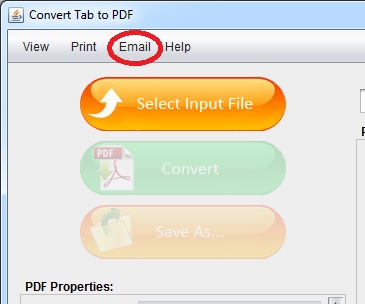 Convert Tab to PDF
View Print Email Help
Select Input File
PDF
Convert
Save As...
PDF Properties: